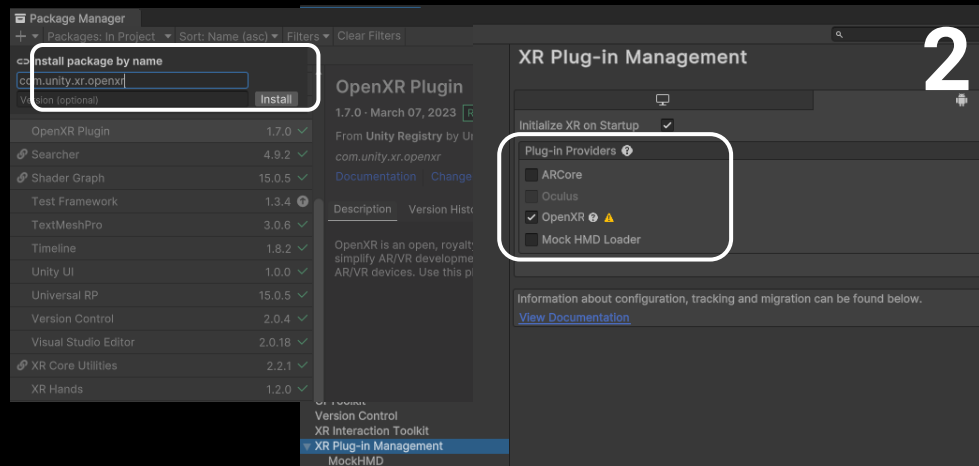 Package Manager
Packages: In Project
Sort: Name (asc)
Filters
Clear Filters
Install package by name
com.unity.xr.openxr
Version (optional)
Install
OpenXR Plugin 1.7.0
Searcher 4.9.2
Shader Graph 15.0.5
Test Framework 1.3.4
TextMeshPro 3.0.6
Timeline 1.8.2
Unity UI 1.0.0
Universal RP 15.0.5
Version Control 2.0.4
Visual Studio Editor 2.0.18
XR Core Utilities 2.2.1
XR Hands 1.2.0
OpenXR Plugin
1.7.0 · March 07, 2023 R
From Unity Registry by Un
com.unity.xr.openxr
Documentation Change
Description Version Histo
OpenXR is an open, royalty
simplify AR/VR developme
AR/VR devices. Use this pl
Version Control
XR Interaction Toolkit
XR Plug-in Management
MockHMD
XR Plug-in Management
2
Initialize XR on Startup
Plug-in Providers
ARCore
Oculus
OpenXR
Mock HMD Loader
Information about configuration, tracking and migration can be found below.
View Documentation